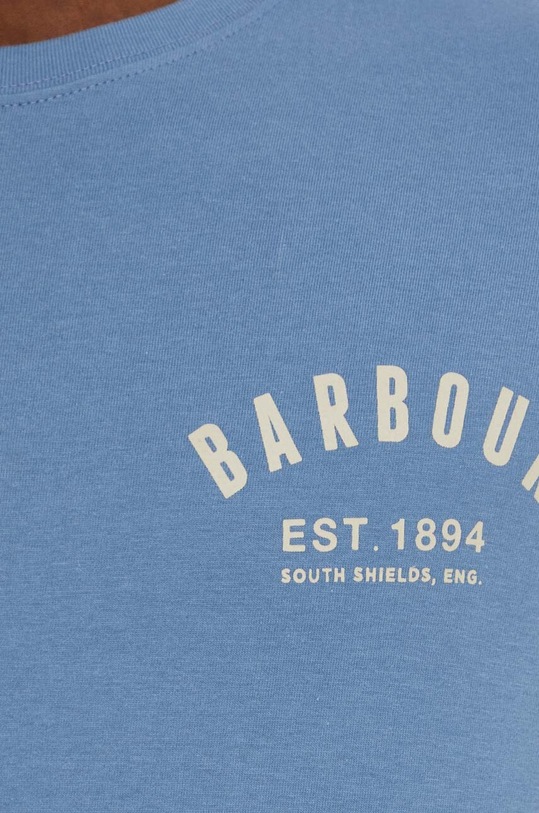 BARBOUR
EST. 1894
SOUTH SHIELDS, ENG.